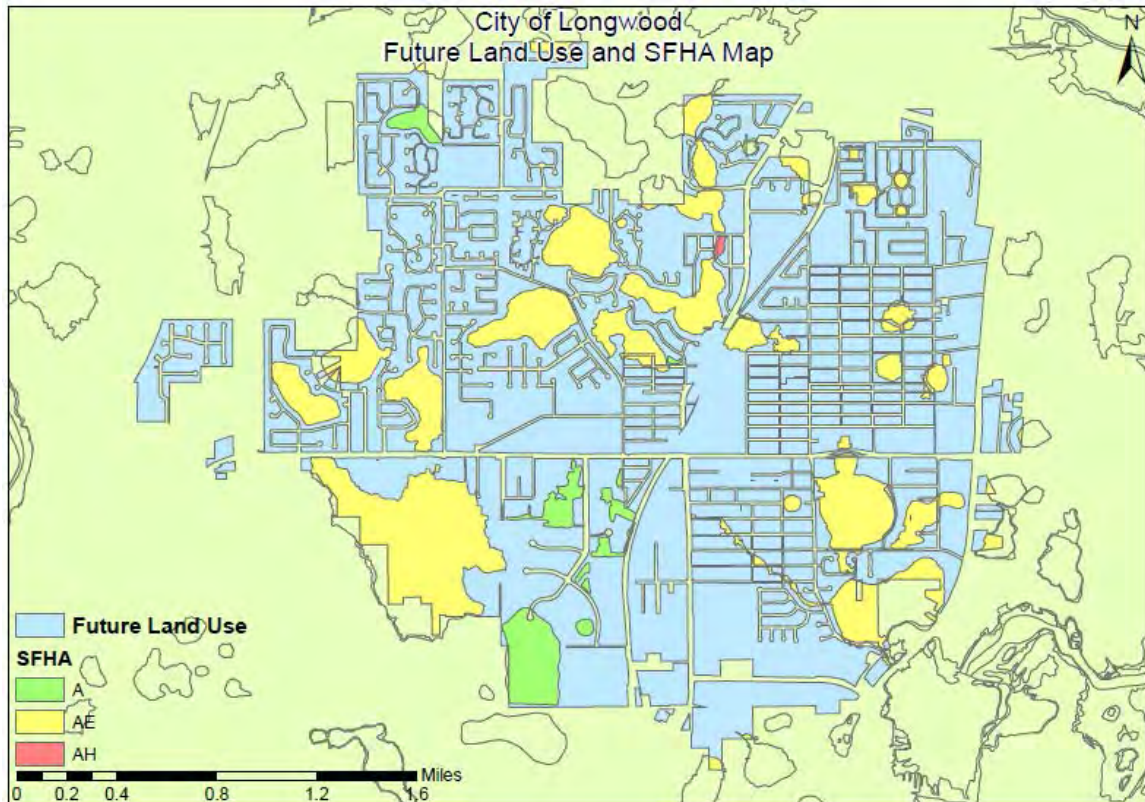 City of Longwood
Future Land Use and SFHA Map
N
Future Land Use
SFHA
A
AE
AH
Miles
0 0.2 0.4 0.8 1.2 1.6